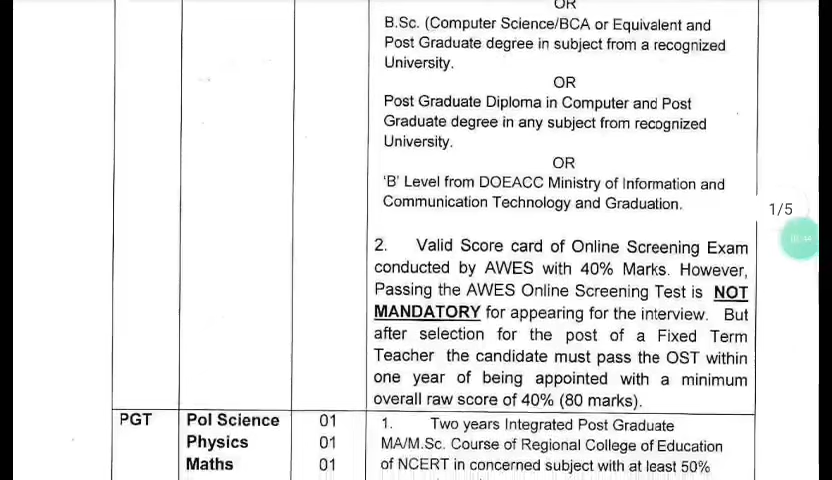 OR
B.Sc. (Computer Science/BCA or Equivalent and
Post Graduate degree in subject from a recognized
University.
OR
Post Graduate Diploma in Computer and Post
Graduate degree in any subject from recognized
University.
OR
'B' Level from DOEACC Ministry of Information and
Communication Technology and Graduation.
1/5
2. Valid Score card of Online Screening Exam
conducted by AWES with 40% Marks. However,
Passing the AWES Online Screening Test is NOT
MANDATORY for appearing for the interview. But
after selection for the post of a Fixed Term
Teacher the candidate must pass the OST within
one year of being appointed with a minimum
overall raw score of 40% (80 marks).
PGT Pol Science 01 1. Two years Integrated Post Graduate
Physics 01 MA/M.Sc. Course of Regional College of Education
Maths 01 of NCERT in concerned subject with at least 50%